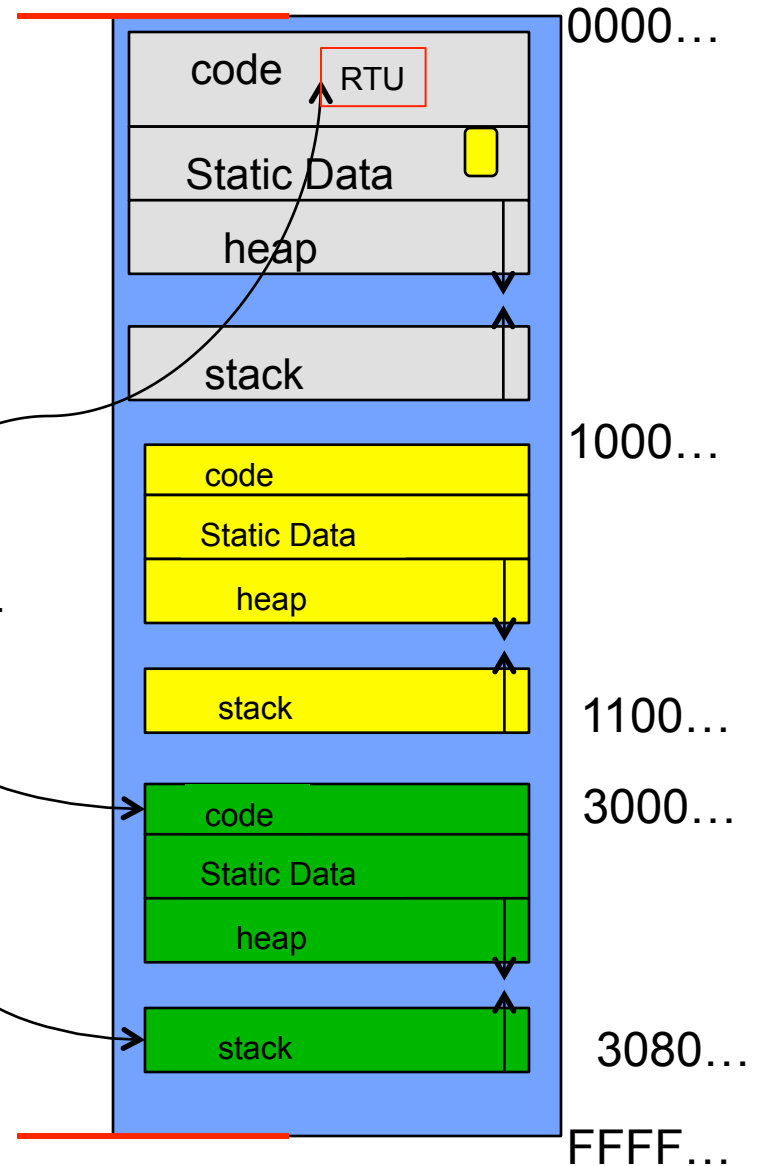 0000…
code RTU
Static Data
heap
stack
1000…
code
Static Data
heap
stack
1100…
3000…
code
Static Data
heap
stack
3080…
FFFF…